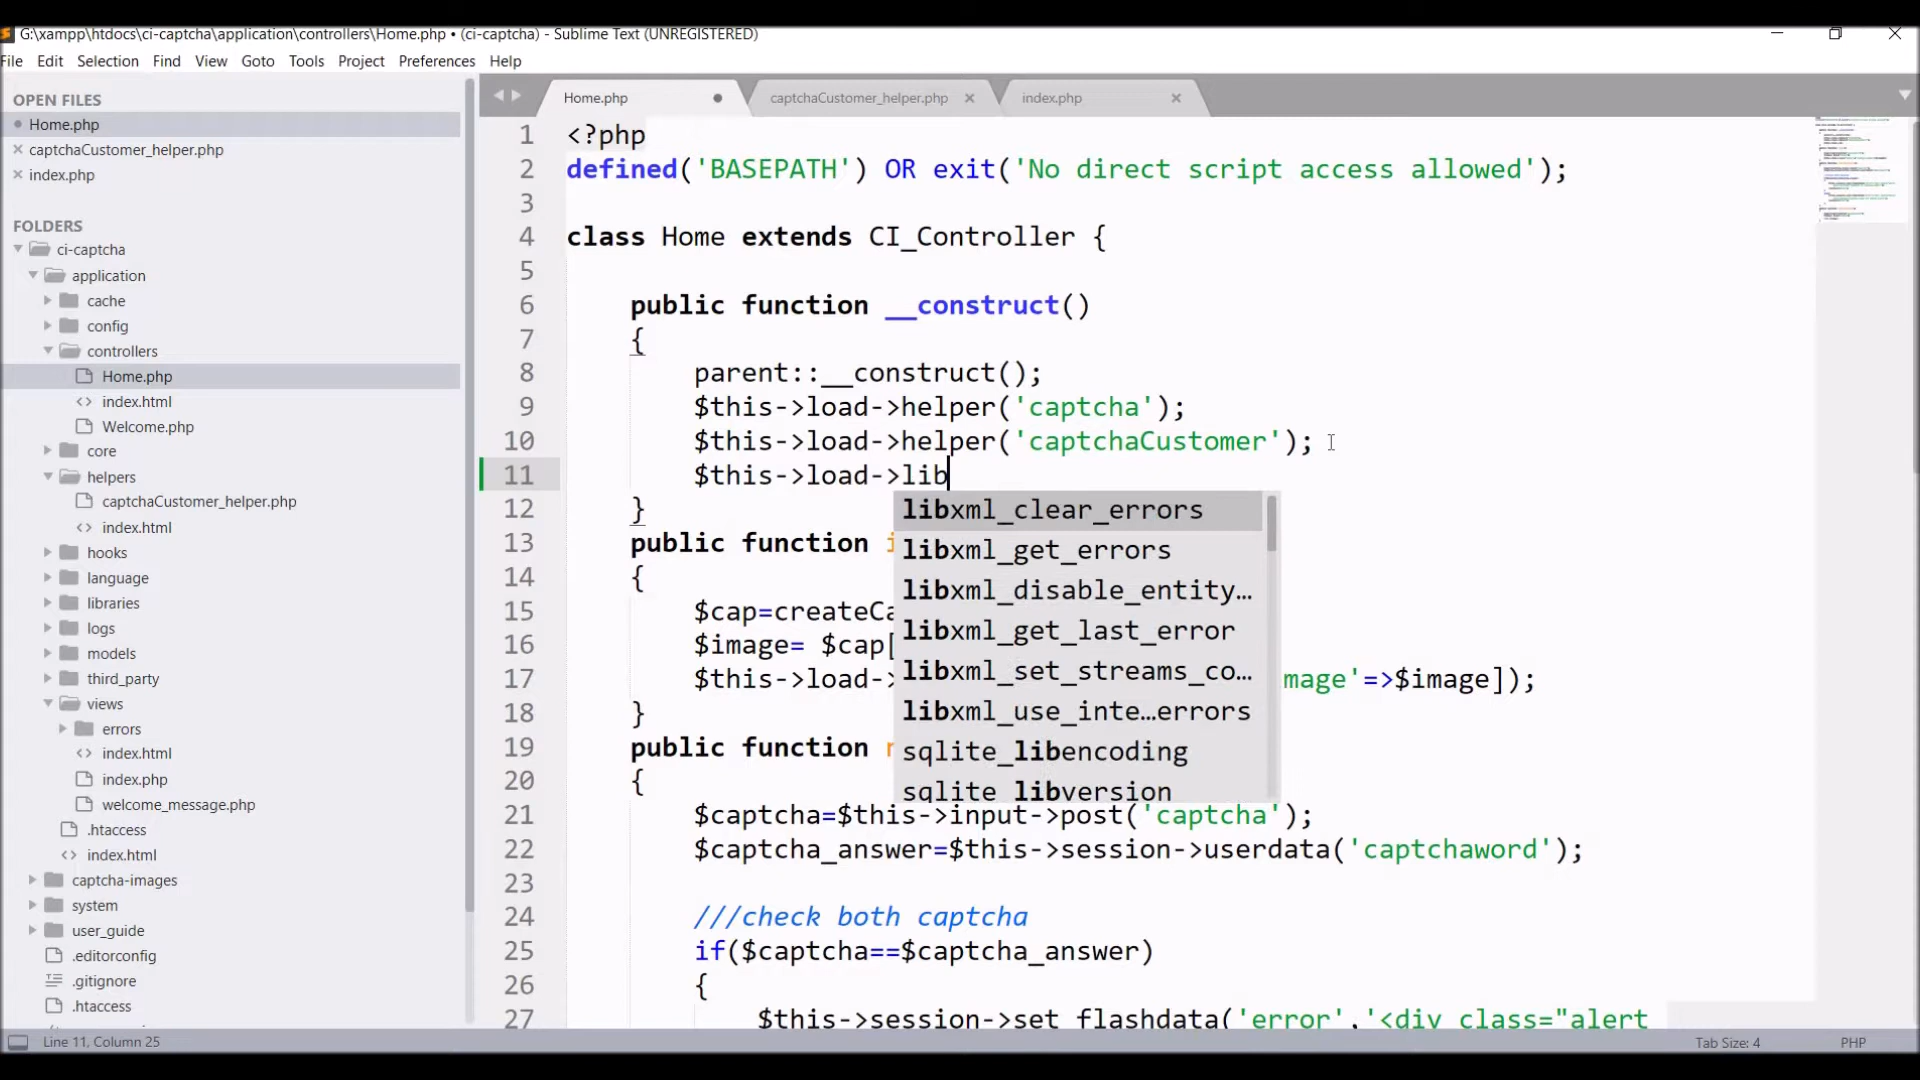 G:\xampp\htdocs\ci-captcha\application\controllers\Home.php • (ci-captcha) - Sublime Text (UNREGISTERED)
File Edit Selection Find View Goto Tools Project Preferences Help
OPEN FILES
Home.php
captchaCustomer_helper.php
index.php
FOLDERS
ci-captcha
application
cache
config
controllers
Home.php
index.html
Welcome.php
core
helpers
captchaCustomer_helper.php
index.html
hooks
language
libraries
logs
models
third_party
views
errors
index.html
index.php
welcome_message.php
.htaccess
index.html
captcha-images
system
user_guide
.editorconfig
.gitignore
.htaccess
Home.php captchaCustomer_helper.php index.php
1 <?php
2 defined('BASEPATH') OR exit('No direct script access allowed');
3
4 class Home extends CI_Controller {
5
6 public function __construct()
7 {
8 parent::__construct();
9 $this->load->helper('captcha');
10 $this->load->helper('captchaCustomer');
11 $this->load->lib
12 }
libxml_clear_errors
13 public function i
libxml_get_errors
14 {
libxml_disable_entity…
15 $cap=createCa
libxml_get_last_error
16 $image= $cap[
libxml_set_streams_co…
17 $this->load-> mage'=>$image]);
18 }
libxml_use_inte…errors
19 public function
sqlite_libencoding
20 {
sqlite_libversion
21 $captcha=$this->input->post('captcha');
22 $captcha_answer=$this->session->userdata('captchaword');
23
24 ///check both captcha
25 if($captcha==$captcha_answer)
26 {
27 $this->session->set_flashdata('error','<div class="alert
Line 11, Column 25 Tab Size: 4 PHP